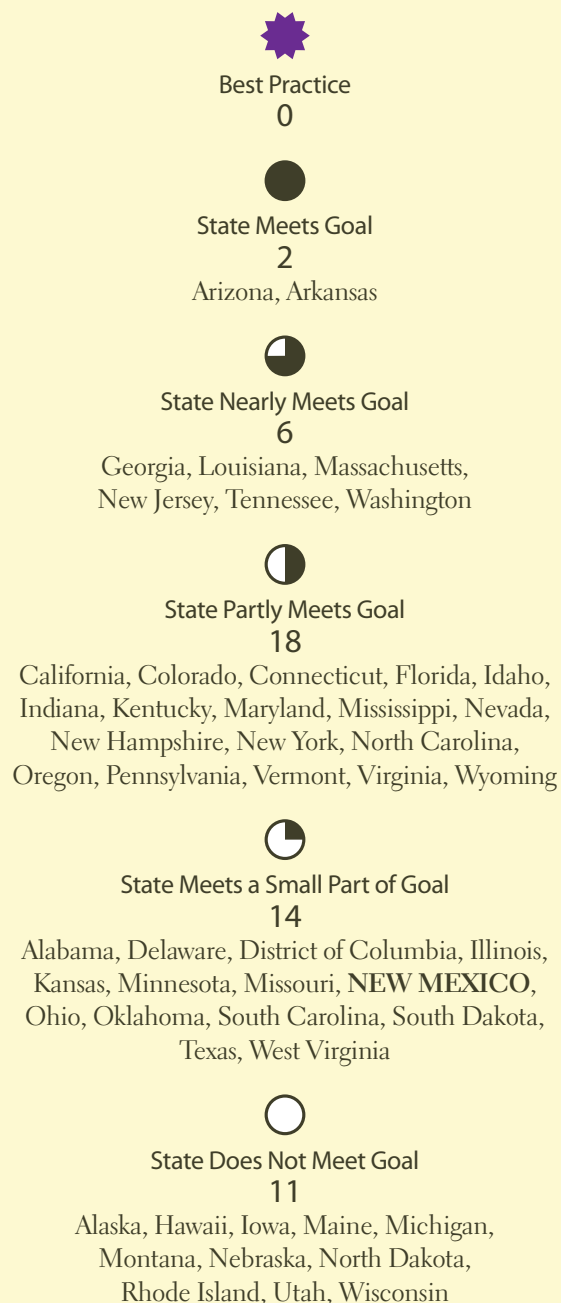 Best Practice
0
State Meets Goal
2
Arizona, Arkansas
State Nearly Meets Goal
6
Georgia, Louisiana, Massachusetts,
New Jersey, Tennessee, Washington
State Partly Meets Goal
18
California, Colorado, Connecticut, Florida, Idaho,
Indiana, Kentucky, Maryland, Mississippi, Nevada,
New Hampshire, New York, North Carolina,
Oregon, Pennsylvania, Vermont, Virginia, Wyoming
State Meets a Small Part of Goal
14
Alabama, Delaware, District of Columbia, Illinois,
Kansas, Minnesota, Missouri, NEW MEXICO,
Ohio, Oklahoma, South Carolina, South Dakota,
Texas, West Virginia
State Does Not Meet Goal
11
Alaska, Hawaii, Iowa, Maine, Michigan,
Montana, Nebraska, North Dakota,
Rhode Island, Utah, Wisconsin